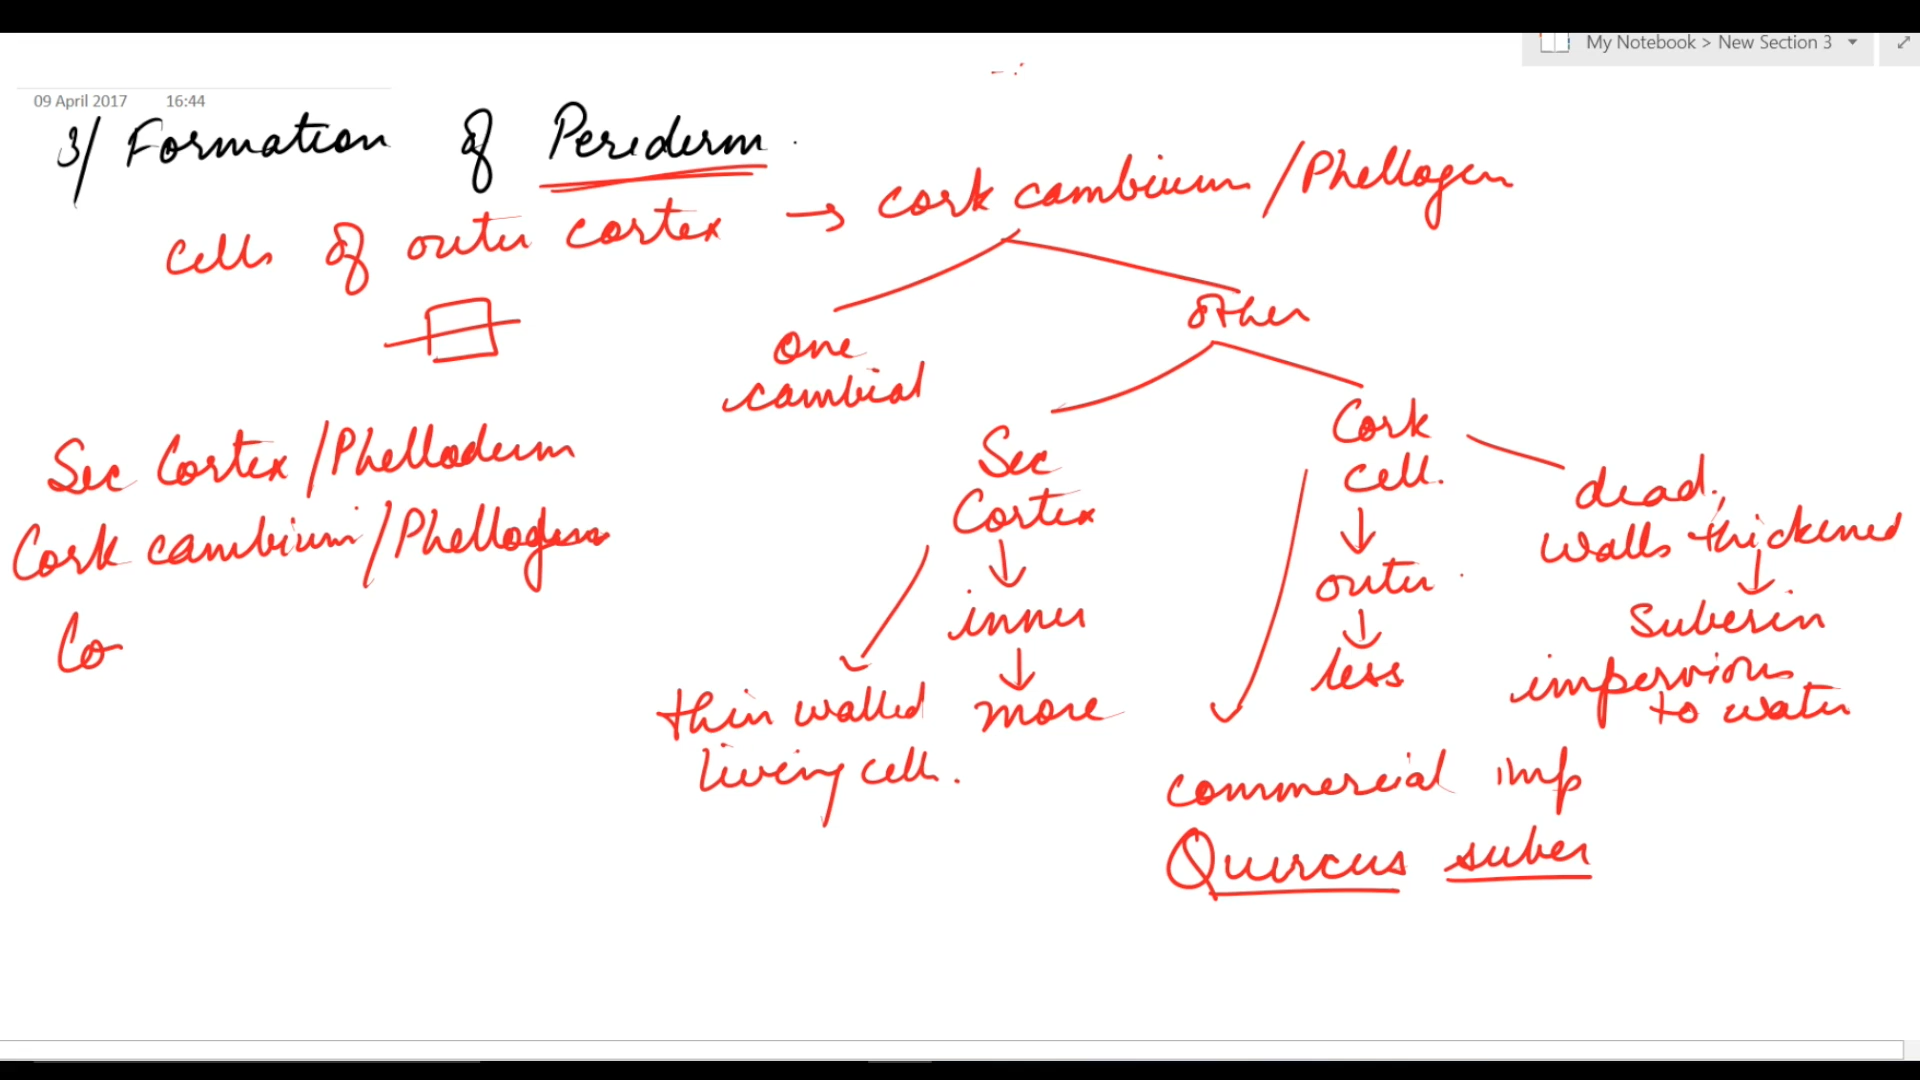 My Notebook > New Section 3
09 April 2017 16:44
3/ Formation of Periderm.
cells of outer cortex → cork cambium/Phellogen
one
cambial
other
Sec Cortex/Phelloderm
Cork cambium/Phellogen
Co
Sec
Cortex
inner
more
thin walled
living cell.
Cork
cell.
outer
less
dead,
walls thickened
Suberin
impervious
to water
commercial imp
Quercus suber